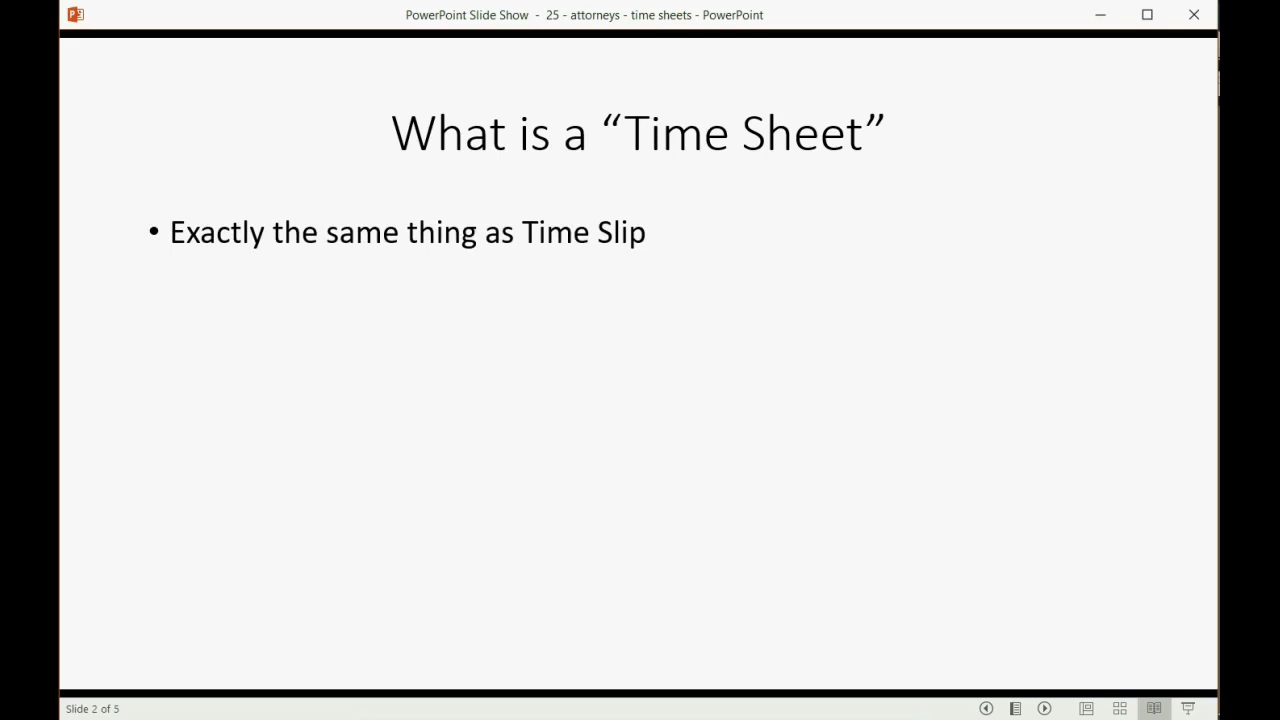 PowerPoint Slide Show - 25 - attorneys - time sheets - PowerPoint
What is a “Time Sheet”
• Exactly the same thing as Time Slip
Slide 2 of 5